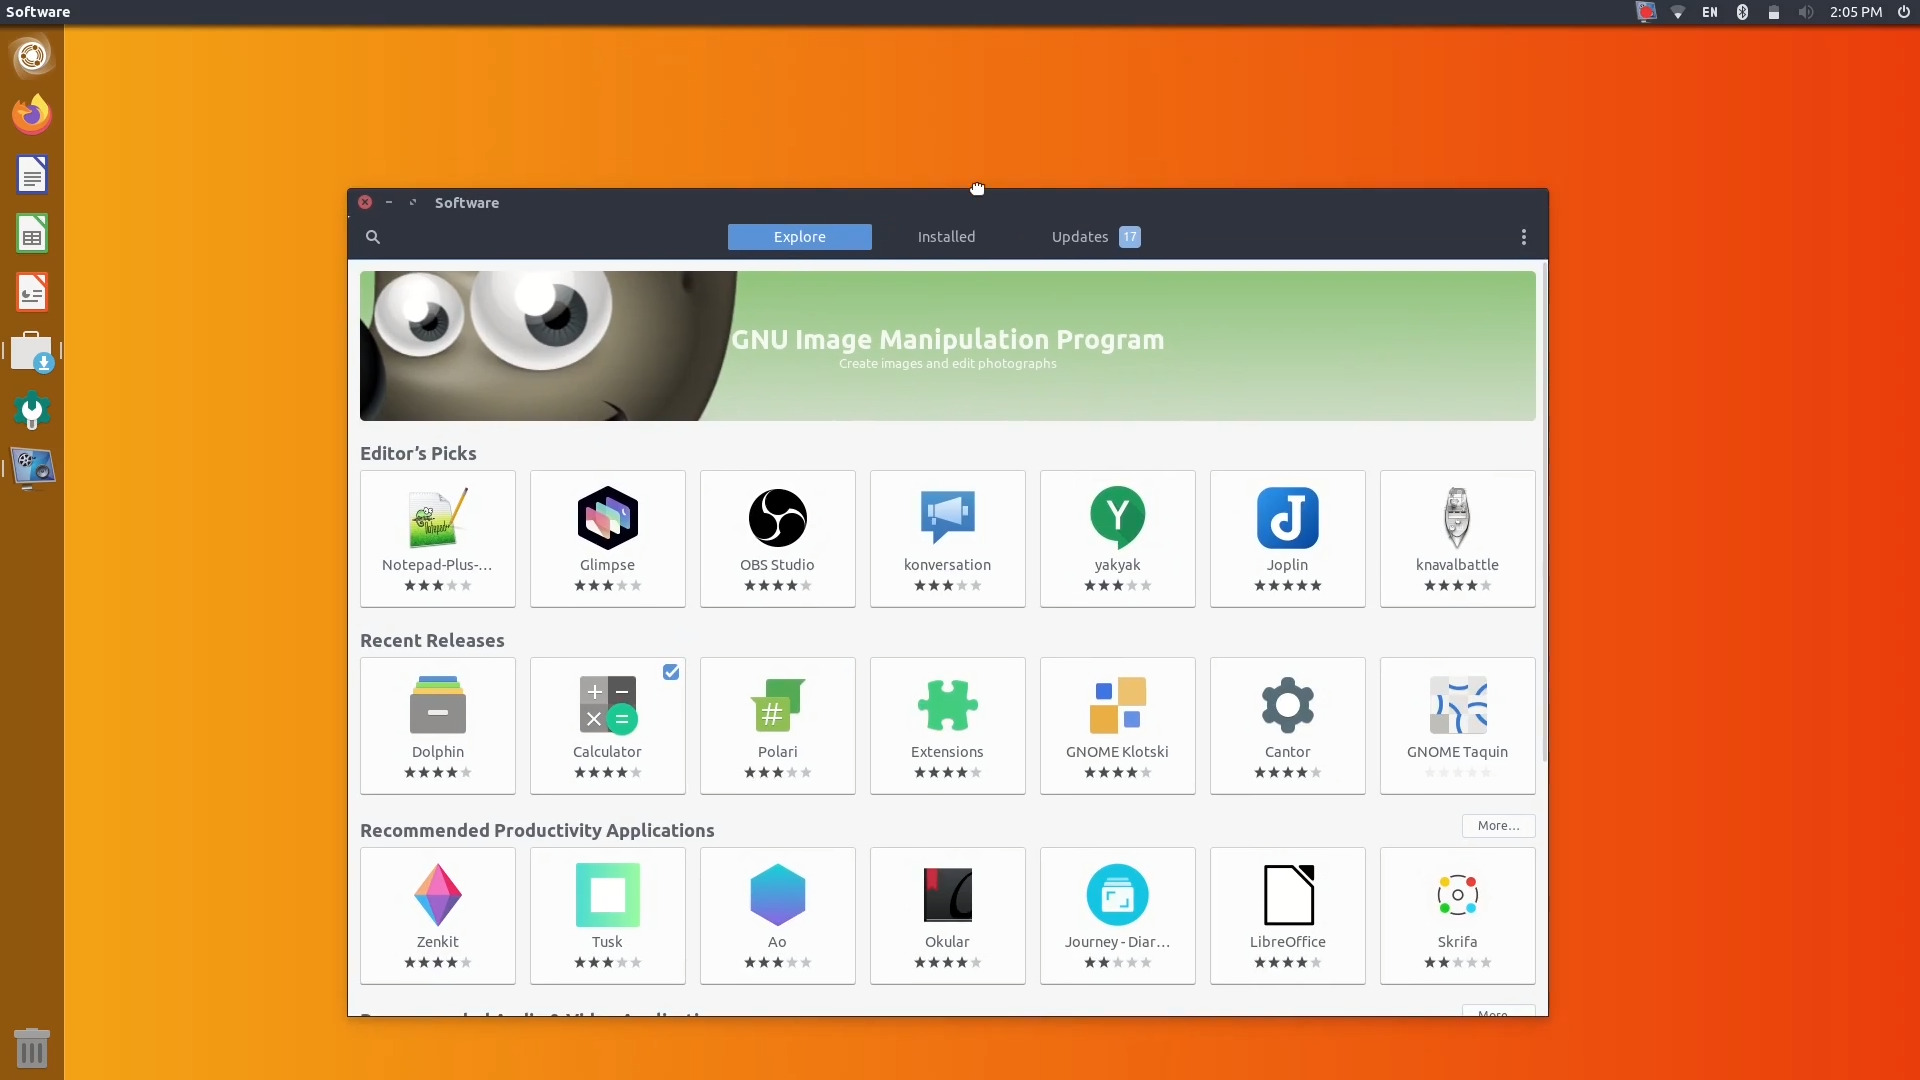 Software
EN
2:05 PM
Software
Explore
Installed
Updates 17
GNU Image Manipulation Program
Create images and edit photographs
Editor’s Picks
Notepad-Plus-…
Glimpse
OBS Studio
konversation
yakyak
Joplin
knavalbattle
Recent Releases
Dolphin
Calculator
Polari
Extensions
GNOME Klotski
Cantor
GNOME Taquin
Recommended Productivity Applications
More…
Zenkit
Tusk
Ao
Okular
Journey - Diar…
LibreOffice
Skrifa